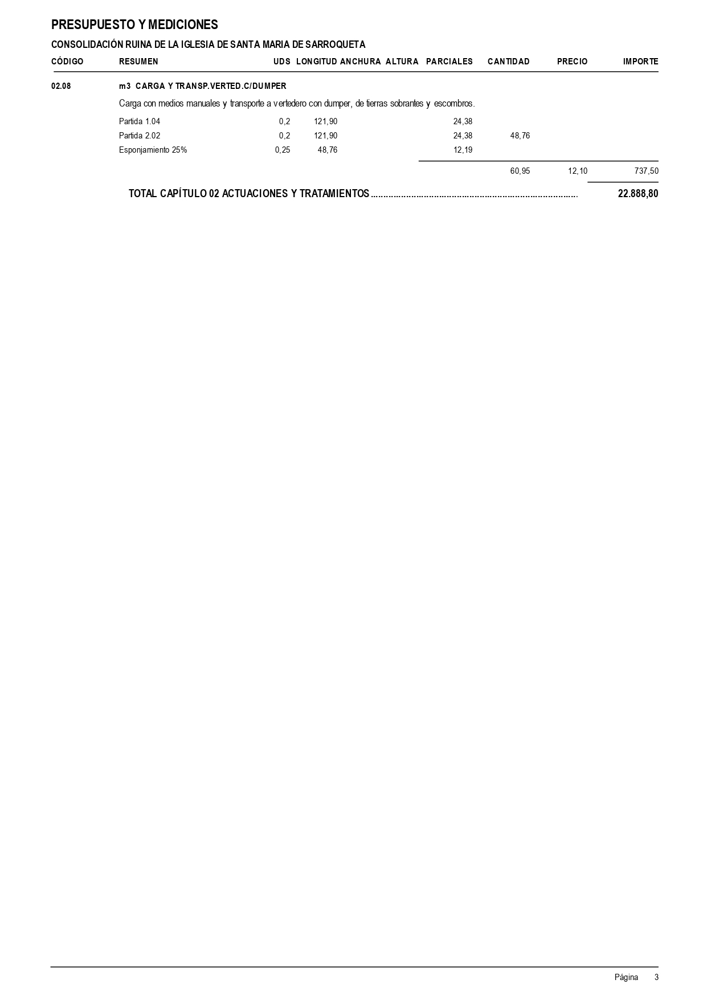 PRESUPUESTO Y MEDICIONES
CONSOLIDACIÓN RUINA DE LA IGLESIA DE SANTA MARIA DE SARROQUETA
CÓDIGO RESUMEN UDS LONGITUD ANCHURA ALTURA PARCIALES CANTIDAD PRECIO IMPORTE
02.08 m3 CARGA Y TRANSP.VERTED.C/DUMPER
Carga con medios manuales y transporte a vertedero con dumper, de tierras sobrantes y escombros.
Partida 1.04 0,2 121,90 24,38
Partida 2.02 0,2 121,90 24,38 48,76
Esponjamiento 25% 0,25 48,76 12,19
60,95 12,10 737,50
TOTAL CAPÍTULO 02 ACTUACIONES Y TRATAMIENTOS.................................................................................. 22.888,80
Página 3